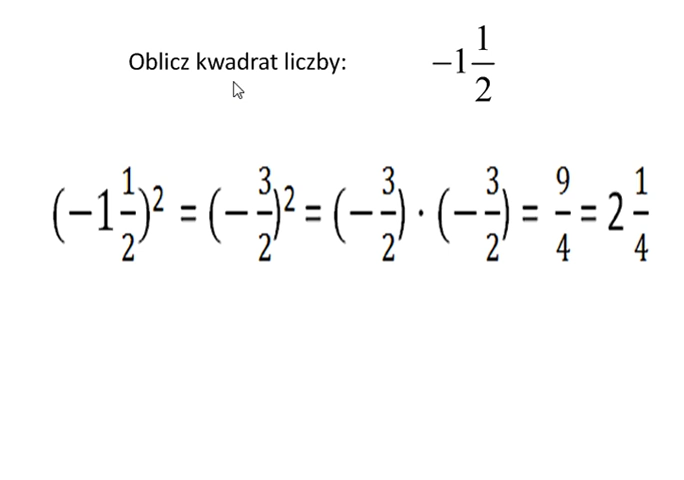 Oblicz kwadrat liczby: −1 1/2
(−1 1/2)² = (− 3/2)² = (− 3/2) · (− 3/2) = 9/4 = 2 1/4